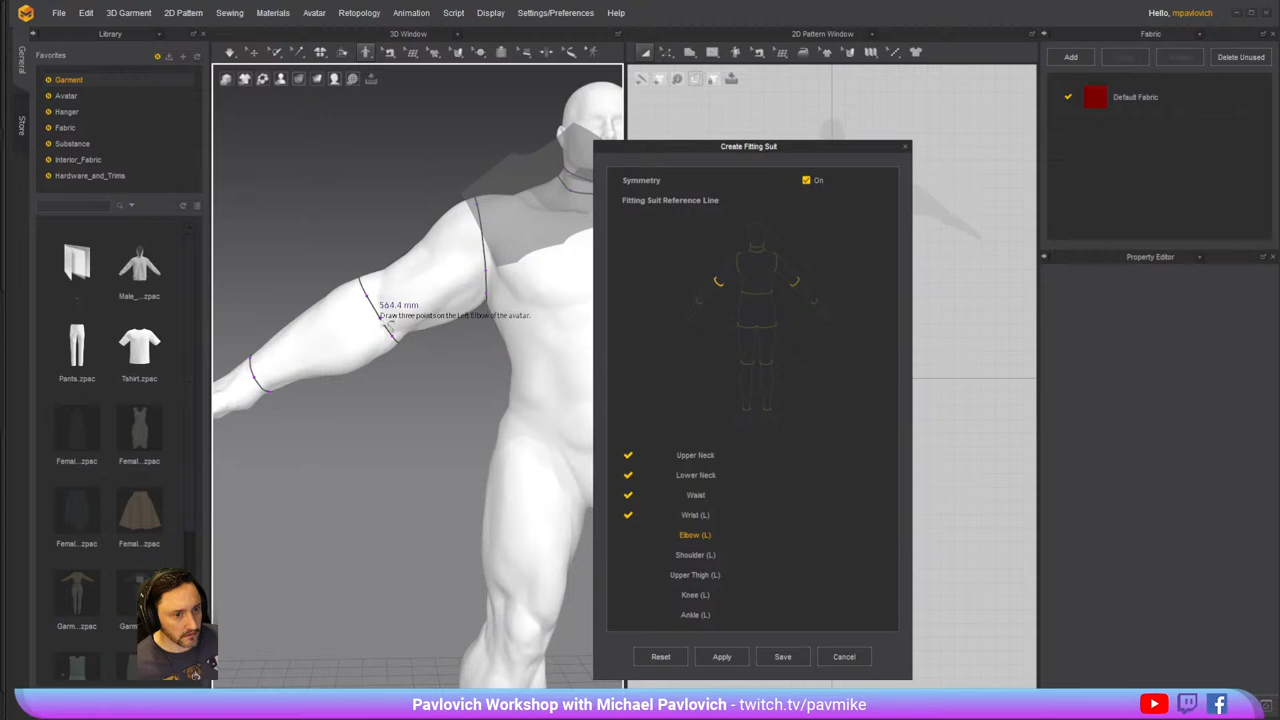 File Edit 3D Garment 2D Pattern Sewing Materials Avatar Retopology Animation Script Display Settings/Preferences Help Hello, mpavlovich
Library 3D Window 2D Pattern Window Fabric
General
Store
Favorites
Garment
Avatar
Hanger
Fabric
Substance
Interior_Fabric
Hardware_and_Trims
..
Male_...zpac
Pants.zpac
Tshirt.zpac
Femal...zpac
Femal...zpac
Femal...zpac
Femal...zpac
Garm...zpac
564.4 mm
Draw three points on the Left Elbow of the avatar.
Create Fitting Suit
Symmetry On
Fitting Suit Reference Line
Upper Neck
Lower Neck
Waist
Wrist (L)
Elbow (L)
Shoulder (L)
Upper Thigh (L)
Knee (L)
Ankle (L)
Reset Apply Save Cancel
Add Delete Unused
Default Fabric
Property Editor
Pavlovich Workshop with Michael Pavlovich - twitch.tv/pavmike